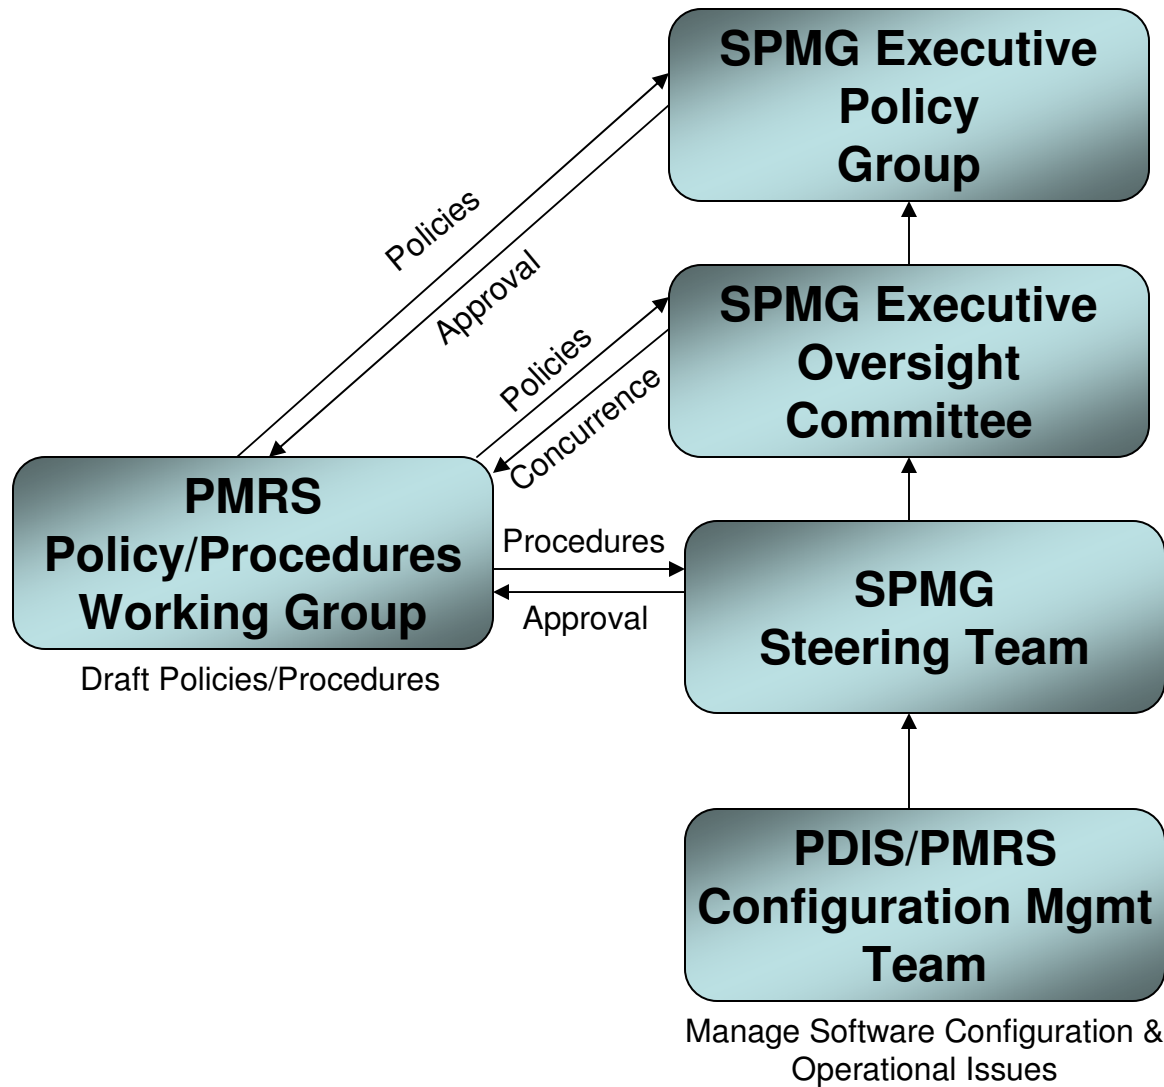 SPMG Executive
Policy
Group
Policies
Approval
SPMG Executive
Oversight
Committee
Policies
Concurrence
PMRS
Policy/Procedures
Working Group
Draft Policies/Procedures
Procedures
Approval
SPMG
Steering Team
PDIS/PMRS
Configuration Mgmt
Team
Manage Software Configuration &
Operational Issues